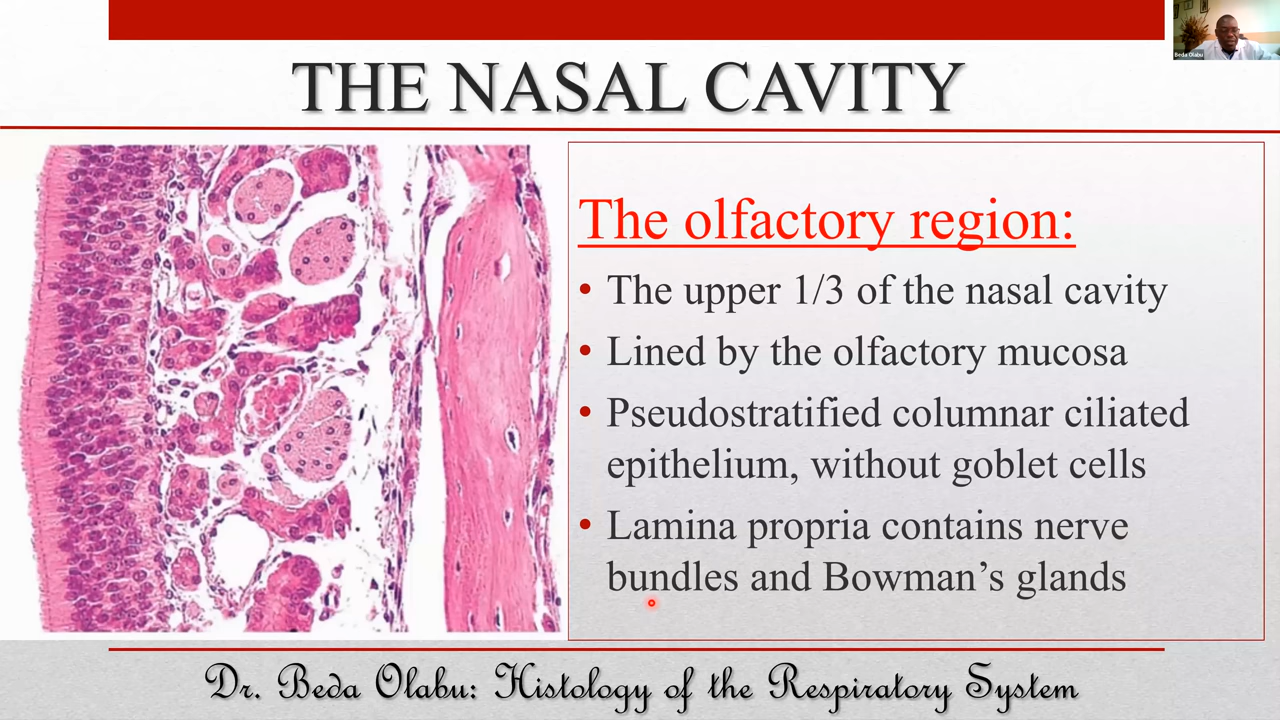 Beda Olabu
THE NASAL CAVITY
The olfactory region:
• The upper 1/3 of the nasal cavity
• Lined by the olfactory mucosa
• Pseudostratified columnar ciliated
epithelium, without goblet cells
• Lamina propria contains nerve
bundles and Bowman’s glands
Dr. Beda Olabu: Histology of the Respiratory System